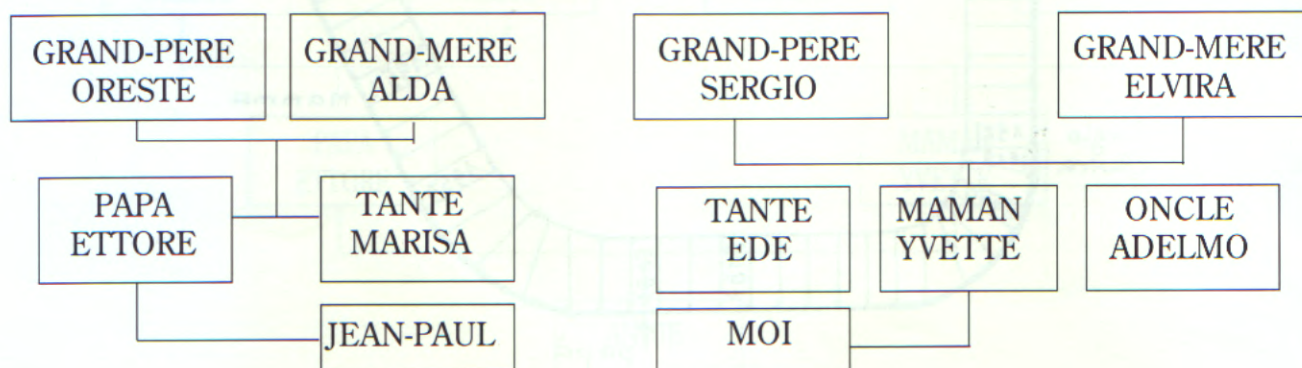 GRAND-PERE
ORESTE
GRAND-MERE
ALDA
GRAND-PERE
SERGIO
GRAND-MERE
ELVIRA
PAPA
ETTORE
TANTE
MARISA
TANTE
EDE
MAMAN
YVETTE
ONCLE
ADELMO
JEAN-PAUL
MOI